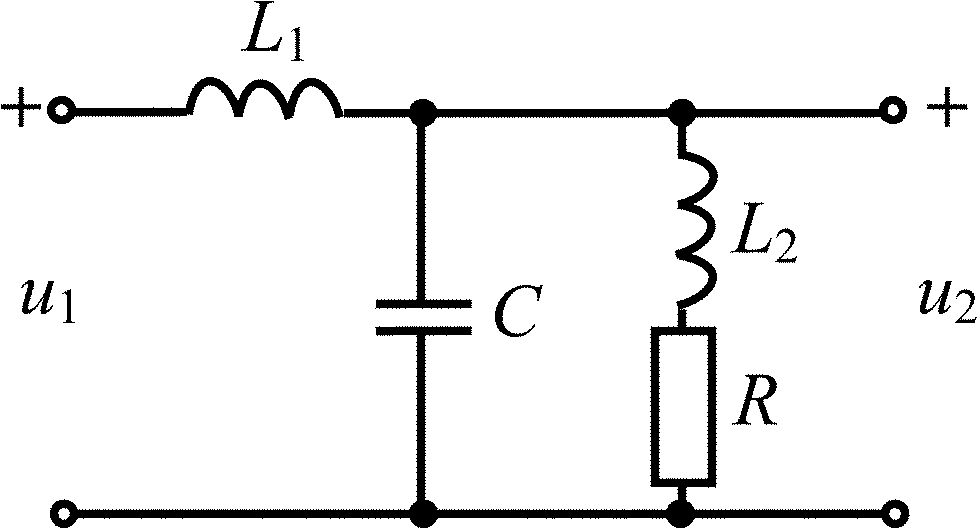 L₁
+ +
L₂
u₁ C u₂
R